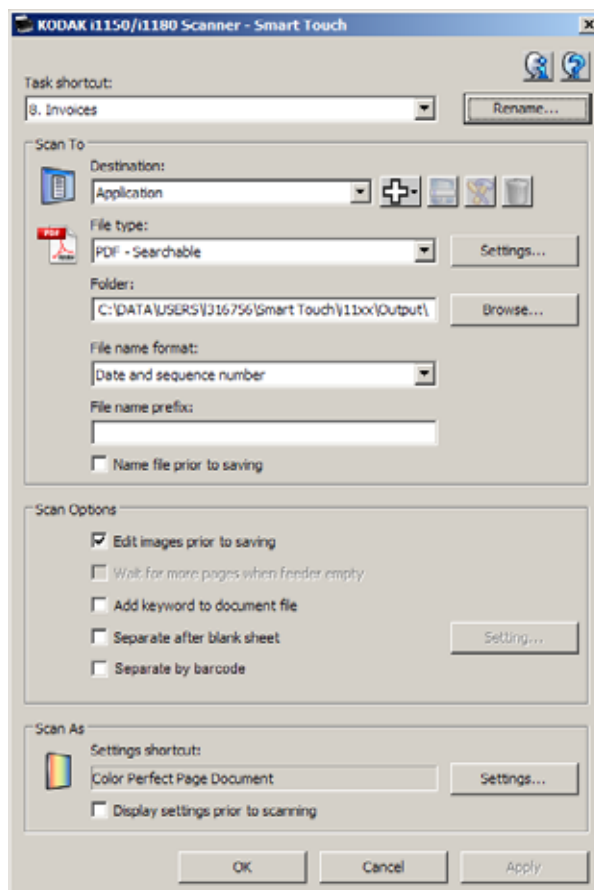 KODAK i1150/i1180 Scanner - Smart Touch
Task shortcut:
8. Invoices
Rename...
Scan To
Destination:
Application
File type:
PDF
PDF - Searchable
Settings...
Folder:
C:\DATA\USERS\l316756\Smart Touch\i11xx\Output\
Browse...
File name format:
Date and sequence number
File name prefix:
Name file prior to saving
Scan Options
Edit images prior to saving
Wait for more pages when feeder empty
Add keyword to document file
Separate after blank sheet
Setting...
Separate by barcode
Scan As
Settings shortcut:
Color Perfect Page Document
Settings...
Display settings prior to scanning
OK Cancel Apply